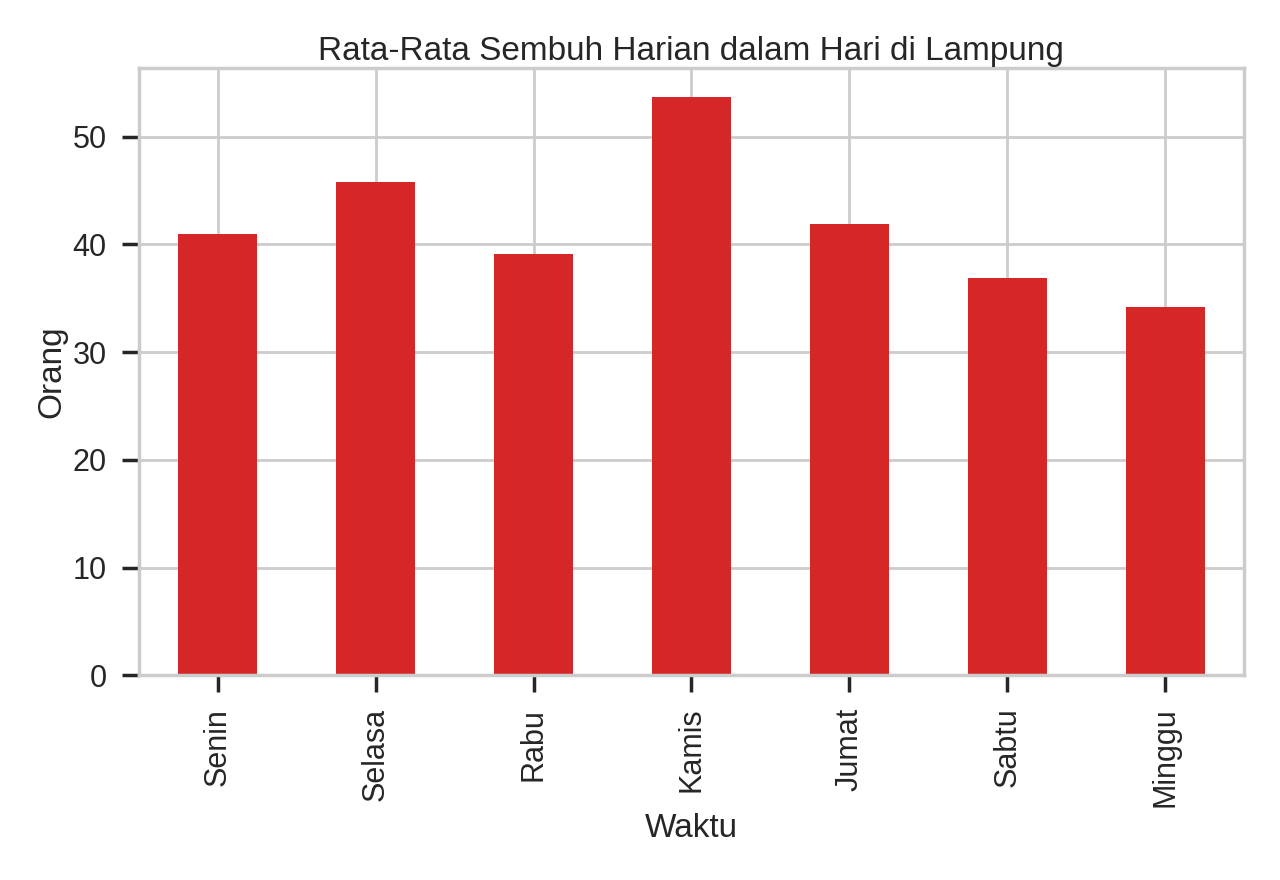 Rata-Rata Sembuh Harian dalam Hari di Lampung
Orang
50
40
30
20
10
0
Senin
Selasa
Rabu
Kamis
Jumat
Sabtu
Minggu
Waktu